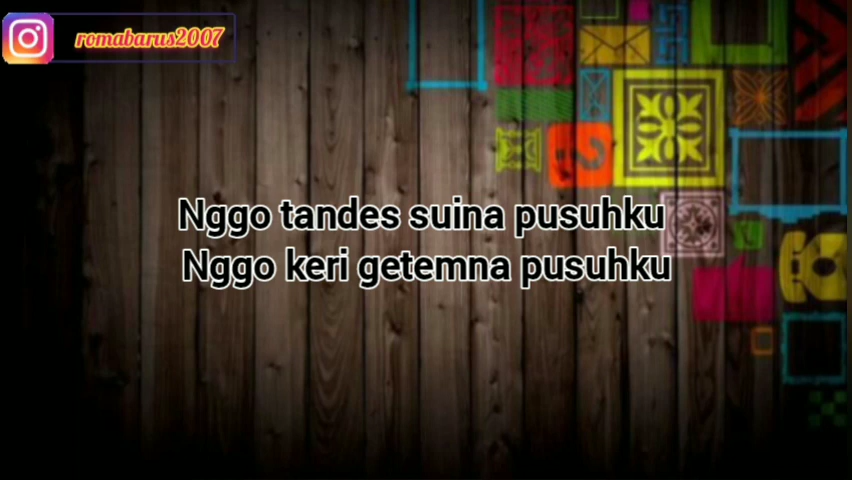 romabarus2007
Nggo tandes suina pusuhku
Nggo keri getemna pusuhku